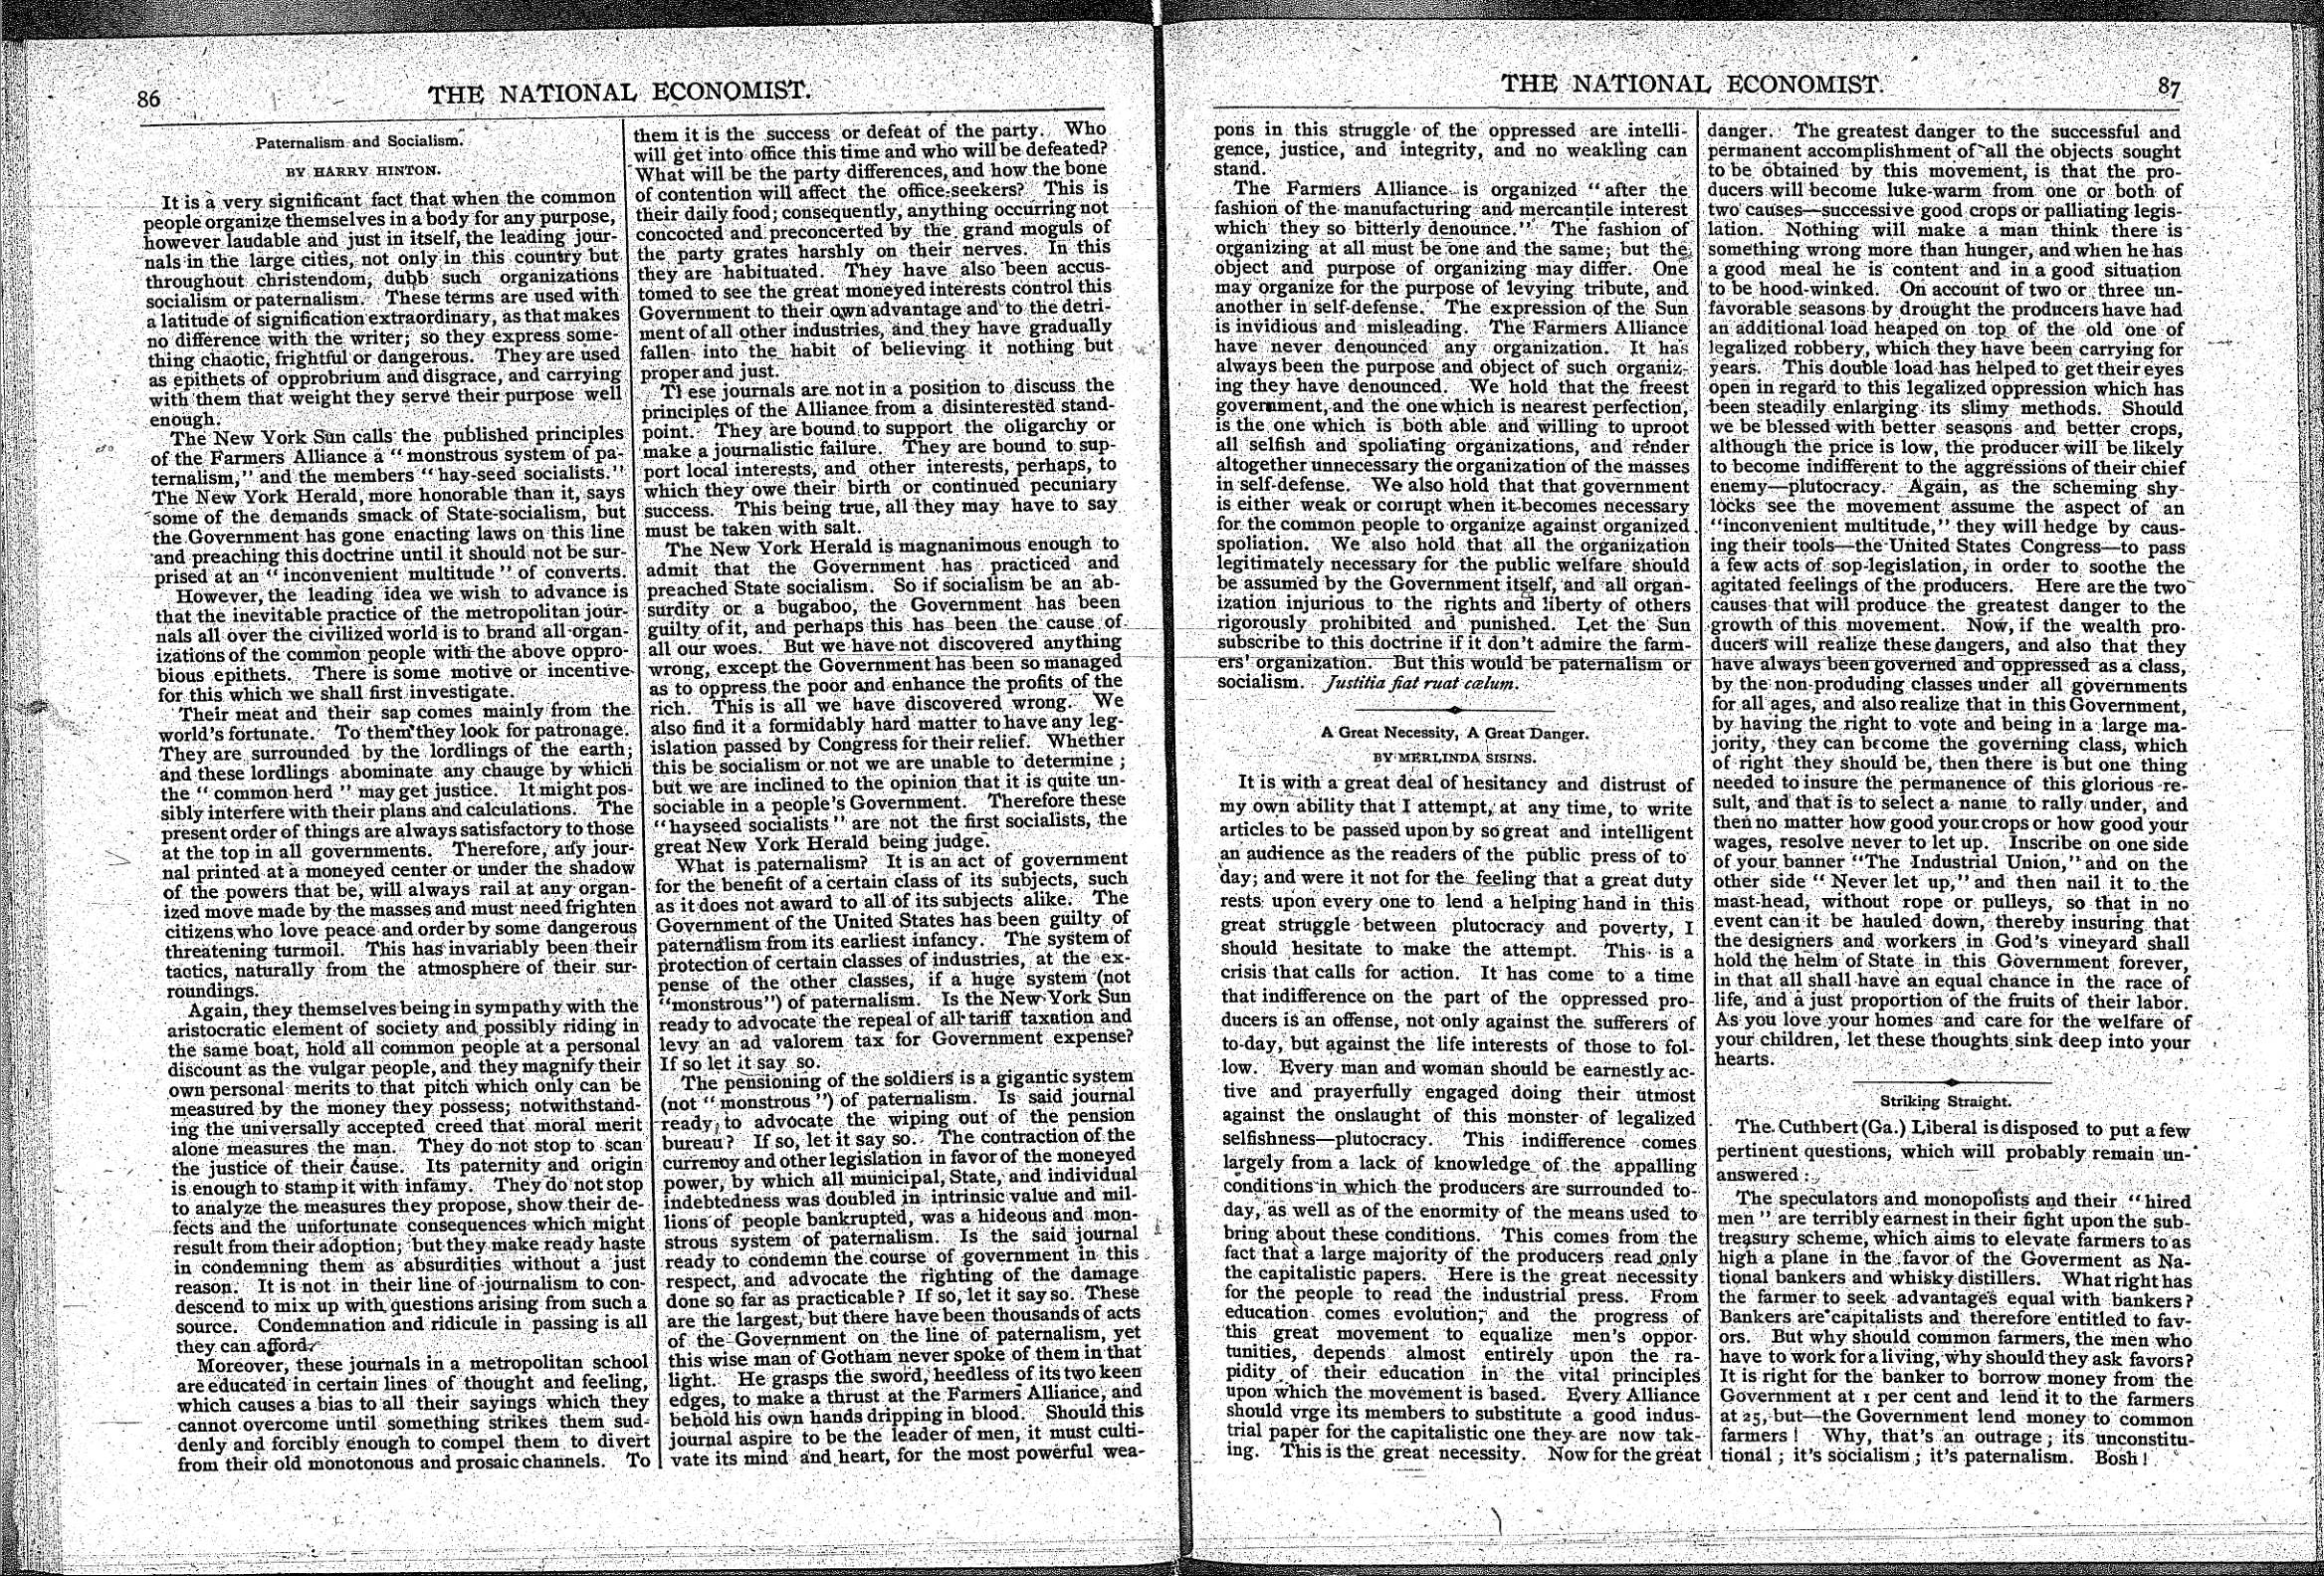 86
THE NATIONAL ECONOMIST.
Paternalism and Socialism.
BY HARRY HINTON.
It is a very significant fact that when the common
people organize themselves in a body for any purpose,
however laudable and just in itself, the leading jour-
nals in the large cities, not only in this country but
throughout christendom, dubb such organizations
socialism or paternalism. These terms are used with
a latitude of signification extraordinary, as that makes
no difference with the writer; so they express some-
thing chaotic, frightful or dangerous. They are used
as epithets of opprobrium and disgrace, and carrying
with them that weight they serve their purpose well
enough.
The New York Sun calls the published principles
of the Farmers Alliance a "monstrous system of pa-
ternalism," and the members "hay-seed socialists."
The New York Herald, more honorable than it, says
some of the demands smack of State-socialism, but
the Government has gone enacting laws on this line
and preaching this doctrine until it should not be sur-
prised at an "inconvenient multitude" of converts.
However, the leading idea we wish to advance is
that the inevitable practice of the metropolitan jour-
nals all over the civilized world is to brand all organ-
izations of the common people with the above oppro-
bious epithets. There is some motive or incentive
for this which we shall first investigate.
Their meat and their sap comes mainly from the
world's fortunate. To them they look for patronage.
They are surrounded by the lordlings of the earth;
and these lordlings abominate any chauge by which
the "common herd" may get justice. It might pos-
sibly interfere with their plans and calculations. The
present order of things are always satisfactory to those
at the top in all governments. Therefore, any jour-
nal printed at a moneyed center or under the shadow
of the powers that be, will always rail at any organ-
ized move made by the masses and must need frighten
citizens who love peace and order by some dangerous
threatening turmoil. This has invariably been their
tactics, naturally from the atmosphere of their sur-
roundings.
Again, they themselves being in sympathy with the
aristocratic element of society and possibly riding in
the same boat, hold all common people at a personal
discount as the vulgar people, and they magnify their
own personal merits to that pitch which only can be
measured by the money they possess; notwithstand-
ing the universally accepted creed that moral merit
alone measures the man. They do not stop to scan
the justice of their cause. Its paternity and origin
is enough to stamp it with infamy. They do not stop
to analyze the measures they propose, show their de-
fects and the unfortunate consequences which might
result from their adoption; but they make ready haste
in condemning them as absurdities without a just
reason. It is not in their line of journalism to con-
descend to mix up with questions arising from such a
source. Condemnation and ridicule in passing is all
they can afford.
Moreover, these journals in a metropolitan school
are educated in certain lines of thought and feeling,
which causes a bias to all their sayings which they
cannot overcome until something strikes them sud-
denly and forcibly enough to compel them to divert
from their old monotonous and prosaic channels. To
them it is the success or defeat of the party. Who
will get into office this time and who will be defeated?
What will be the party differences, and how the bone
of contention will affect the office-seekers? This is
their daily food; consequently, anything occurring not
concocted and preconcerted by the grand moguls of
the party grates harshly on their nerves. In this
they are habituated. They have also been accus-
tomed to see the great moneyed interests control this
Government to their own advantage and to the detri-
ment of all other industries, and they have gradually
fallen into the habit of believing it nothing but
proper and just.
These journals are not in a position to discuss the
principles of the Alliance from a disinterested stand-
point. They are bound to support the oligarchy or
make a journalistic failure. They are bound to sup-
port local interests, and other interests, perhaps, to
which they owe their birth or continued pecuniary
success. This being true, all they may have to say
must be taken with salt.
The New York Herald is magnanimous enough to
admit that the Government has practiced and
preached State socialism. So if socialism be an ab-
surdity or a bugaboo, the Government has been
guilty of it, and perhaps this has been the cause of
all our woes. But we have not discovered anything
wrong, except the Government has been so managed
as to oppress the poor and enhance the profits of the
rich. This is all we have discovered wrong. We
also find it a formidably hard matter to have any leg-
islation passed by Congress for their relief. Whether
this be socialism or not we are unable to determine;
but we are inclined to the opinion that it is quite un-
sociable in a people's Government. Therefore these
"hayseed socialists" are not the first socialists, the
great New York Herald being judge.
What is paternalism? It is an act of government
for the benefit of a certain class of its subjects, such
as it does not award to all of its subjects alike. The
Government of the United States has been guilty of
paternalism from its earliest infancy. The system of
protection of certain classes of industries, at the ex-
pense of the other classes, if a huge system (not
"monstrous") of paternalism. Is the New York Sun
ready to advocate the repeal of all tariff taxation and
levy an ad valorem tax for Government expense?
If so let it say so.
The pensioning of the soldiers is a gigantic system
(not "monstrous") of paternalism. Is said journal
ready to advocate the wiping out of the pension
bureau? If so, let it say so. The contraction of the
currency and other legislation in favor of the moneyed
power, by which all municipal, State, and individual
indebtedness was doubled in intrinsic value and mil-
lions of people bankrupted, was a hideous and mon-
strous system of paternalism. Is the said journal
ready to condemn the course of government in this
respect, and advocate the righting of the damage
done so far as practicable? If so, let it say so. These
are the largest, but there have been thousands of acts
of the Government on the line of paternalism, yet
this wise man of Gotham never spoke of them in that
light. He grasps the sword, heedless of its two keen
edges, to make a thrust at the Farmers Alliance, and
behold his own hands dripping in blood. Should this
journal aspire to be the leader of men, it must culti-
vate its mind and heart, for the most powerful wea-
THE NATIONAL ECONOMIST.
87
pons in this struggle of the oppressed are intelli-
gence, justice, and integrity, and no weakling can
stand.
The Farmers Alliance is organized "after the
fashion of the manufacturing and mercantile interest
which they so bitterly denounce." The fashion of
organizing at all must be one and the same; but the
object and purpose of organizing may differ. One
may organize for the purpose of levying tribute, and
another in self-defense. The expression of the Sun
is invidious and misleading. The Farmers Alliance
have never denounced any organization. It has
always been the purpose and object of such organiz-
ing they have denounced. We hold that the freest
government, and the one which is nearest perfection,
is the one which is both able and willing to uproot
all selfish and spoliating organizations, and render
altogether unnecessary the organization of the masses
in self-defense. We also hold that that government
is either weak or corrupt when it becomes necessary
for the common people to organize against organized
spoliation. We also hold that all the organization
legitimately necessary for the public welfare should
be assumed by the Government itself, and all organ-
ization injurious to the rights and liberty of others
rigorously prohibited and punished. Let the Sun
subscribe to this doctrine if it don't admire the farm-
ers' organization. But this would be paternalism or
socialism. Justitia fiat ruat cælum.
A Great Necessity, A Great Danger.
BY MERLINDA SISINS.
It is with a great deal of hesitancy and distrust of
my own ability that I attempt, at any time, to write
articles to be passed upon by so great and intelligent
an audience as the readers of the public press of to
day; and were it not for the feeling that a great duty
rests upon every one to lend a helping hand in this
great struggle between plutocracy and poverty, I
should hesitate to make the attempt. This is a
crisis that calls for action. It has come to a time
that indifference on the part of the oppressed pro-
ducers is an offense, not only against the sufferers of
to-day, but against the life interests of those to fol-
low. Every man and woman should be earnestly ac-
tive and prayerfully engaged doing their utmost
against the onslaught of this monster of legalized
selfishness—plutocracy. This indifference comes
largely from a lack of knowledge of the appalling
conditions in which the producers are surrounded to-
day, as well as of the enormity of the means used to
bring about these conditions. This comes from the
fact that a large majority of the producers read only
the capitalistic papers. Here is the great necessity
for the people to read the industrial press. From
education comes evolution, and the progress of
this great movement to equalize men's oppor-
tunities, depends almost entirely upon the ra-
pidity of their education in the vital principles
upon which the movement is based. Every Alliance
should vrge its members to substitute a good indus-
trial paper for the capitalistic one they are now tak-
ing. This is the great necessity. Now for the great
danger. The greatest danger to the successful and
permanent accomplishment of all the objects sought
to be obtained by this movement, is that the pro-
ducers will become luke-warm from one or both of
two causes—successive good crops or palliating legis-
lation. Nothing will make a man think there is
something wrong more than hunger, and when he has
a good meal he is content and in a good situation
to be hood-winked. On account of two or three un-
favorable seasons by drought the producers have had
an additional load heaped on top of the old one of
legalized robbery, which they have been carrying for
years. This double load has helped to get their eyes
open in regard to this legalized oppression which has
been steadily enlarging its slimy methods. Should
we be blessed with better seasons and better crops,
although the price is low, the producer will be likely
to become indifferent to the aggressions of their chief
enemy—plutocracy. Again, as the scheming shy-
locks see the movement assume the aspect of an
"inconvenient multitude," they will hedge by caus-
ing their tools—the United States Congress—to pass
a few acts of sop-legislation, in order to soothe the
agitated feelings of the producers. Here are the two
causes that will produce the greatest danger to the
growth of this movement. Now, if the wealth pro-
ducers will realize these dangers, and also that they
have always been governed and oppressed as a class,
by the non-produding classes under all governments
for all ages, and also realize that in this Government,
by having the right to vote and being in a large ma-
jority, they can become the governing class, which
of right they should be, then there is but one thing
needed to insure the permanence of this glorious re-
sult, and that is to select a name to rally under, and
then no matter how good your crops or how good your
wages, resolve never to let up. Inscribe on one side
of your banner "The Industrial Union," and on the
other side "Never let up," and then nail it to the
mast-head, without rope or pulleys, so that in no
event can it be hauled down, thereby insuring that
the designers and workers in God's vineyard shall
hold the helm of State in this Government forever,
in that all shall have an equal chance in the race of
life, and a just proportion of the fruits of their labor.
As you love your homes and care for the welfare of
your children, let these thoughts sink deep into your
hearts.
Striking Straight.
The Cuthbert (Ga.) Liberal is disposed to put a few
pertinent questions, which will probably remain un-
answered:
The speculators and monopolists and their "hired
men" are terribly earnest in their fight upon the sub-
treasury scheme, which aims to elevate farmers to as
high a plane in the favor of the Goverment as Na-
tional bankers and whisky distillers. What right has
the farmer to seek advantages equal with bankers?
Bankers are capitalists and therefore entitled to fav-
ors. But why should common farmers, the men who
have to work for a living, why should they ask favors?
It is right for the banker to borrow money from the
Government at 1 per cent and lend it to the farmers
at 25, but—the Government lend money to common
farmers! Why, that's an outrage; its unconstitu-
tional; it's socialism; it's paternalism. Bosh!